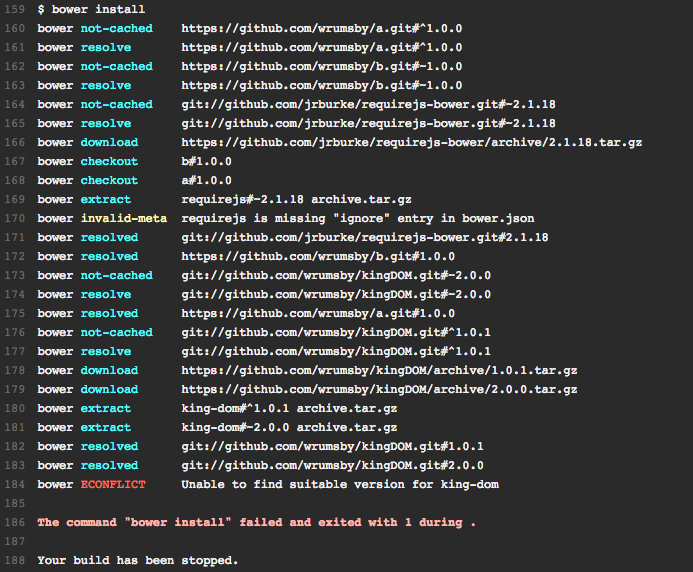 159 $ bower install
160 bower not-cached https://github.com/wrumsby/a.git#^1.0.0
161 bower resolve https://github.com/wrumsby/a.git#^1.0.0
162 bower not-cached https://github.com/wrumsby/b.git#~1.0.0
163 bower resolve https://github.com/wrumsby/b.git#~1.0.0
164 bower not-cached git://github.com/jrburke/requirejs-bower.git#~2.1.18
165 bower resolve git://github.com/jrburke/requirejs-bower.git#~2.1.18
166 bower download https://github.com/jrburke/requirejs-bower/archive/2.1.18.tar.gz
167 bower checkout b#1.0.0
168 bower checkout a#1.0.0
169 bower extract requirejs#~2.1.18 archive.tar.gz
170 bower invalid-meta requirejs is missing "ignore" entry in bower.json
171 bower resolved git://github.com/jrburke/requirejs-bower.git#2.1.18
172 bower resolved https://github.com/wrumsby/b.git#1.0.0
173 bower not-cached git://github.com/wrumsby/kingDOM.git#~2.0.0
174 bower resolve git://github.com/wrumsby/kingDOM.git#~2.0.0
175 bower resolved https://github.com/wrumsby/a.git#1.0.0
176 bower not-cached git://github.com/wrumsby/kingDOM.git#^1.0.1
177 bower resolve git://github.com/wrumsby/kingDOM.git#^1.0.1
178 bower download https://github.com/wrumsby/kingDOM/archive/1.0.1.tar.gz
179 bower download https://github.com/wrumsby/kingDOM/archive/2.0.0.tar.gz
180 bower extract king-dom#^1.0.1 archive.tar.gz
181 bower extract king-dom#~2.0.0 archive.tar.gz
182 bower resolved git://github.com/wrumsby/kingDOM.git#1.0.1
183 bower resolved git://github.com/wrumsby/kingDOM.git#2.0.0
184 bower ECONFLICT Unable to find suitable version for king-dom
185
186 The command "bower install" failed and exited with 1 during .
187
188 Your build has been stopped.